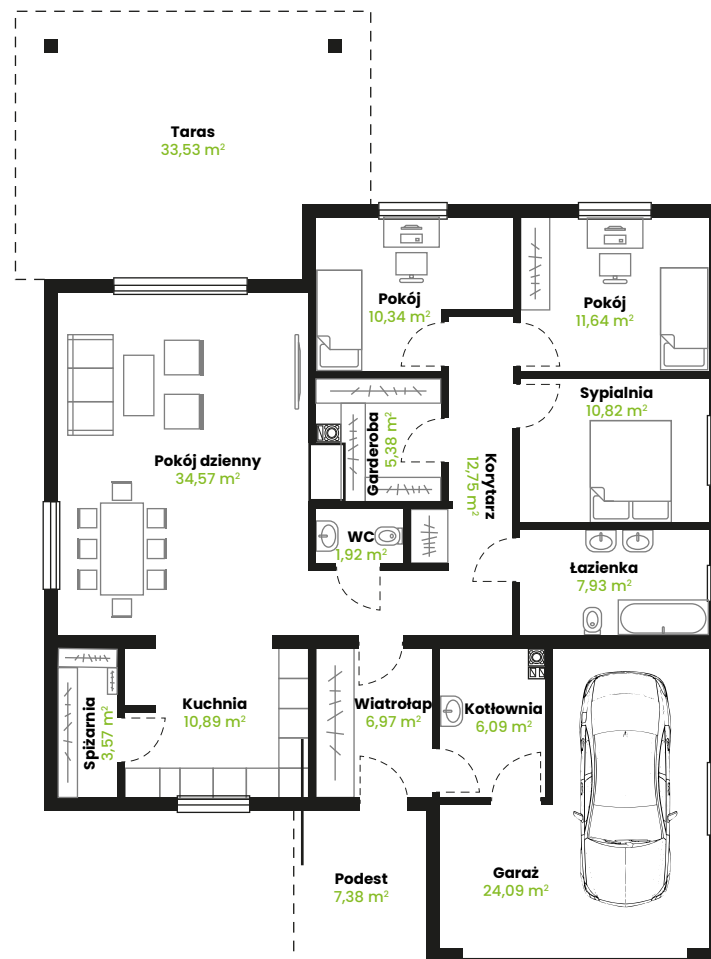 Taras
33,53 m²
Pokój
10,34 m²
Pokój
11,64 m²
Sypialnia
10,82 m²
Garderoba
5,38 m²
Korytarz
12,75 m²
Pokój dzienny
34,57 m²
WC
1,92 m²
Łazienka
7,93 m²
Spiżarnia
3,57 m²
Kuchnia
10,89 m²
Wiatrołap
6,97 m²
Kotłownia
6,09 m²
Podest
7,38 m²
Garaż
24,09 m²